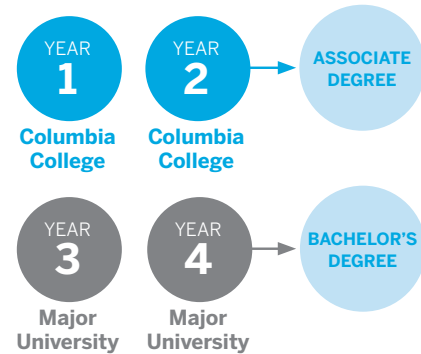 YEAR
1
Columbia
College
YEAR
2
Columbia
College
ASSOCIATE
DEGREE
YEAR
3
Major
University
YEAR
4
Major
University
BACHELOR'S
DEGREE